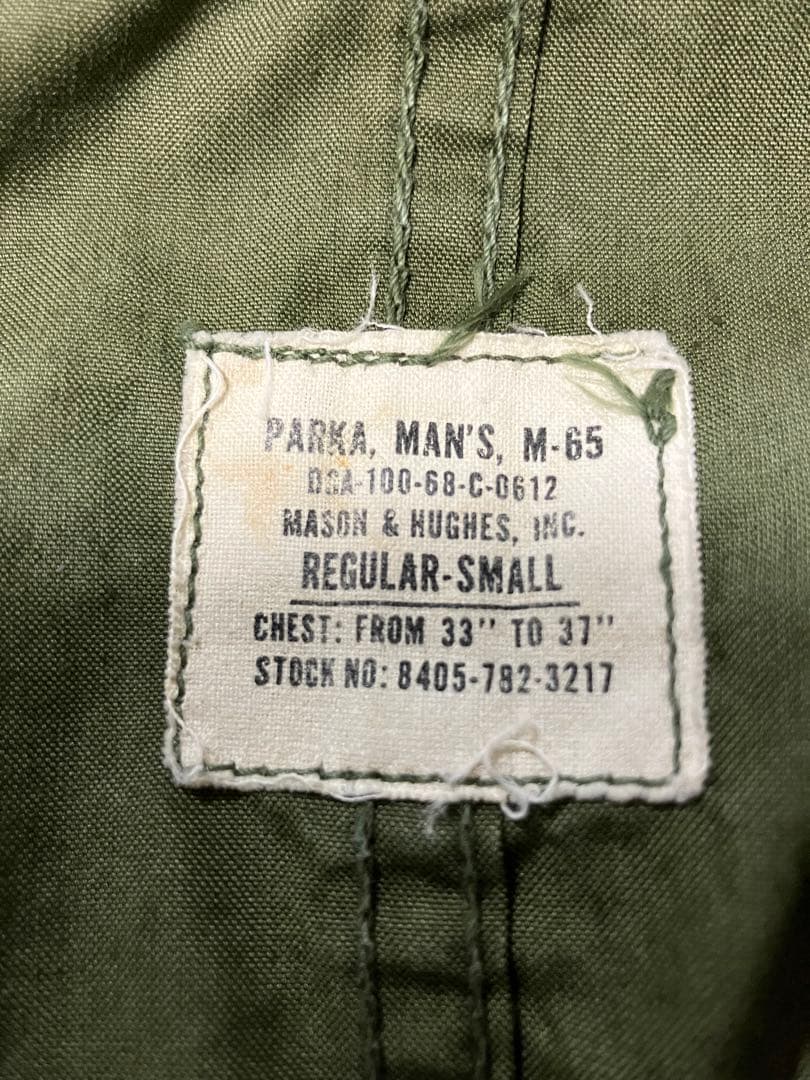 PARKA, MAN'S, M-65
DSA-100-68-C-0612
MASON & HUGHES, INC.
REGULAR-SMALL
CHEST: FROM 33" TO 37"
STOCK NO: 8405-782-3217